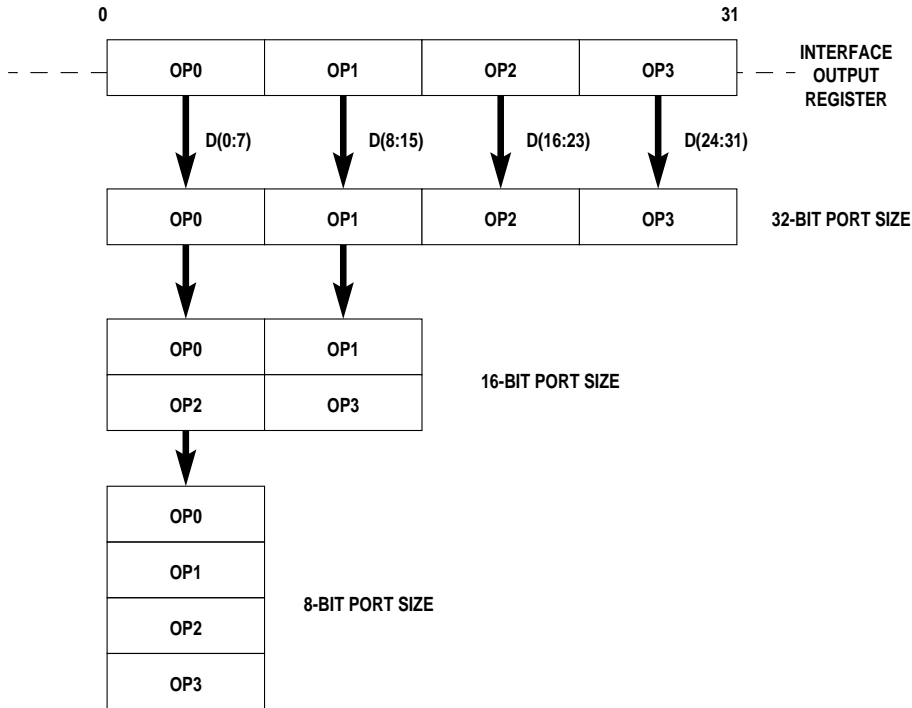 0 31
OP0 OP1 OP2 OP3
INTERFACE
OUTPUT
REGISTER
D(0:7) D(8:15) D(16:23) D(24:31)
OP0 OP1 OP2 OP3 32-BIT PORT SIZE
OP0 OP1
16-BIT PORT SIZE
OP2 OP3
OP0
OP1
8-BIT PORT SIZE
OP2
OP3